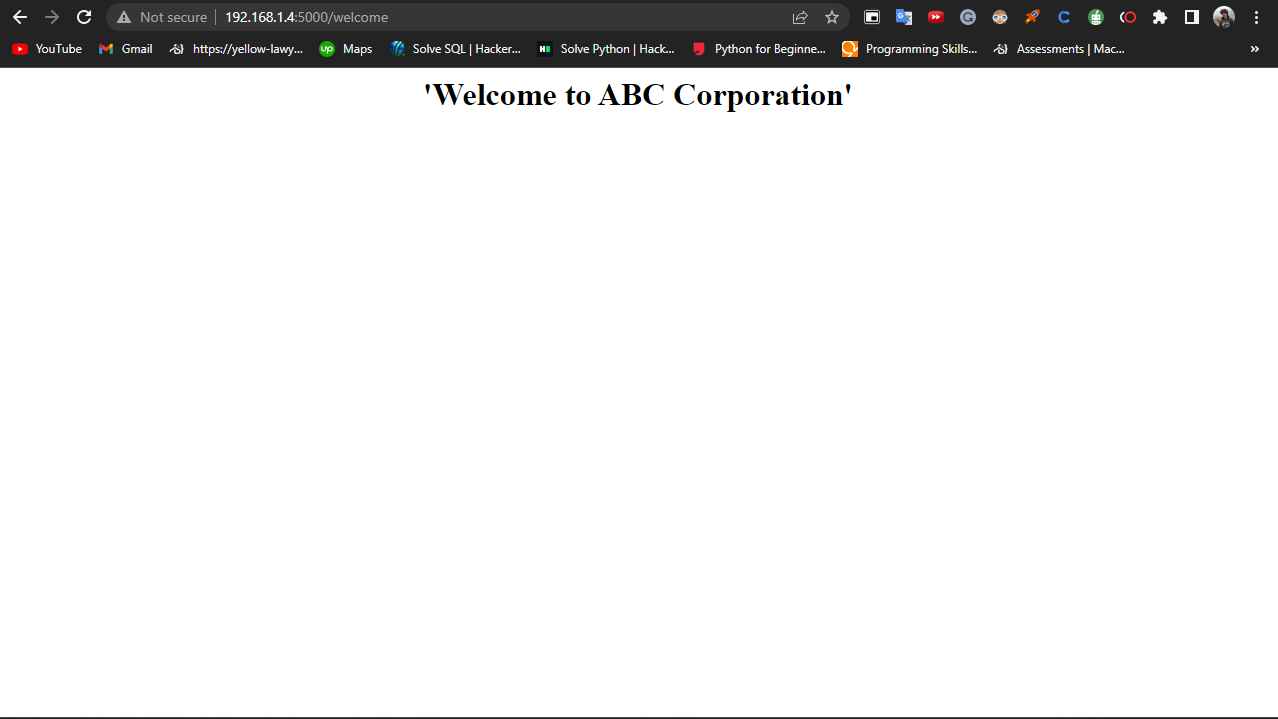 Not secure 192.168.1.4:5000/welcome
YouTube Gmail https://yellow-lawy... Maps Solve SQL | Hacker... Solve Python | Hack... Python for Beginne... Programming Skills... Assessments | Mac... »
'Welcome to ABC Corporation'